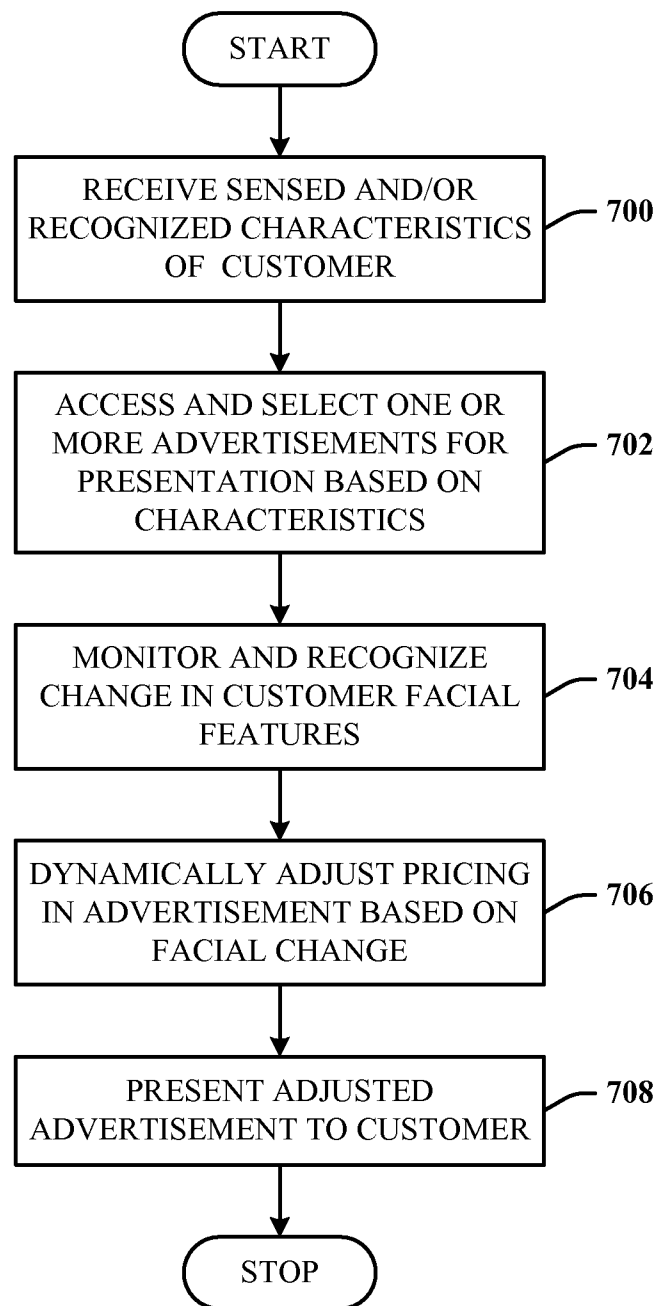 START
RECEIVE SENSED AND/OR
RECOGNIZED CHARACTERISTICS
OF CUSTOMER
700
ACCESS AND SELECT ONE OR
MORE ADVERTISEMENTS FOR
PRESENTATION BASED ON
CHARACTERISTICS
702
MONITOR AND RECOGNIZE
CHANGE IN CUSTOMER FACIAL
FEATURES
704
DYNAMICALLY ADJUST PRICING
IN ADVERTISEMENT BASED ON
FACIAL CHANGE
706
PRESENT ADJUSTED
ADVERTISEMENT TO CUSTOMER
708
STOP